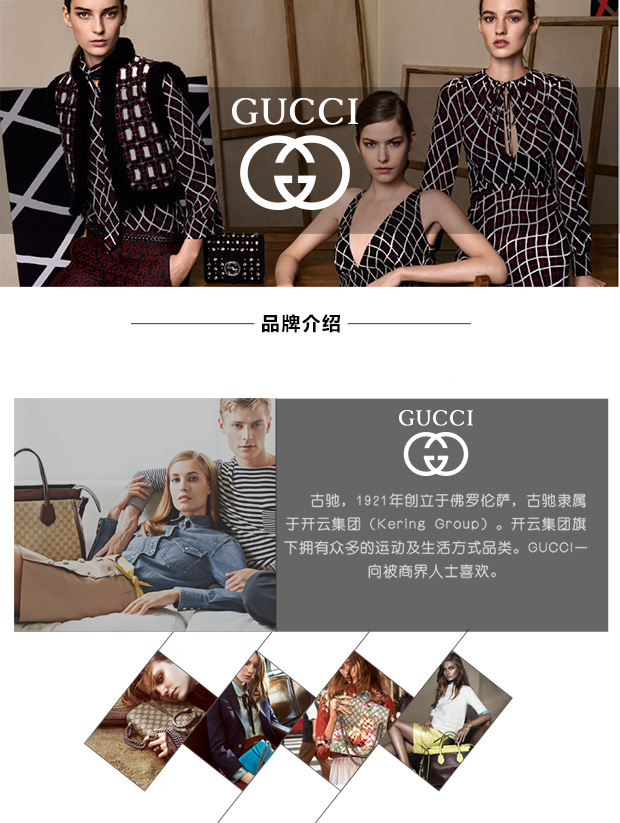 GUCCI
品牌介绍
GUCCI
古驰，1921年创立于佛罗伦萨，古驰隶属
于开云集团（Kering Group）。开云集团旗
下拥有众多的运动及生活方式品类。GUCCI一
向被商界人士喜欢。